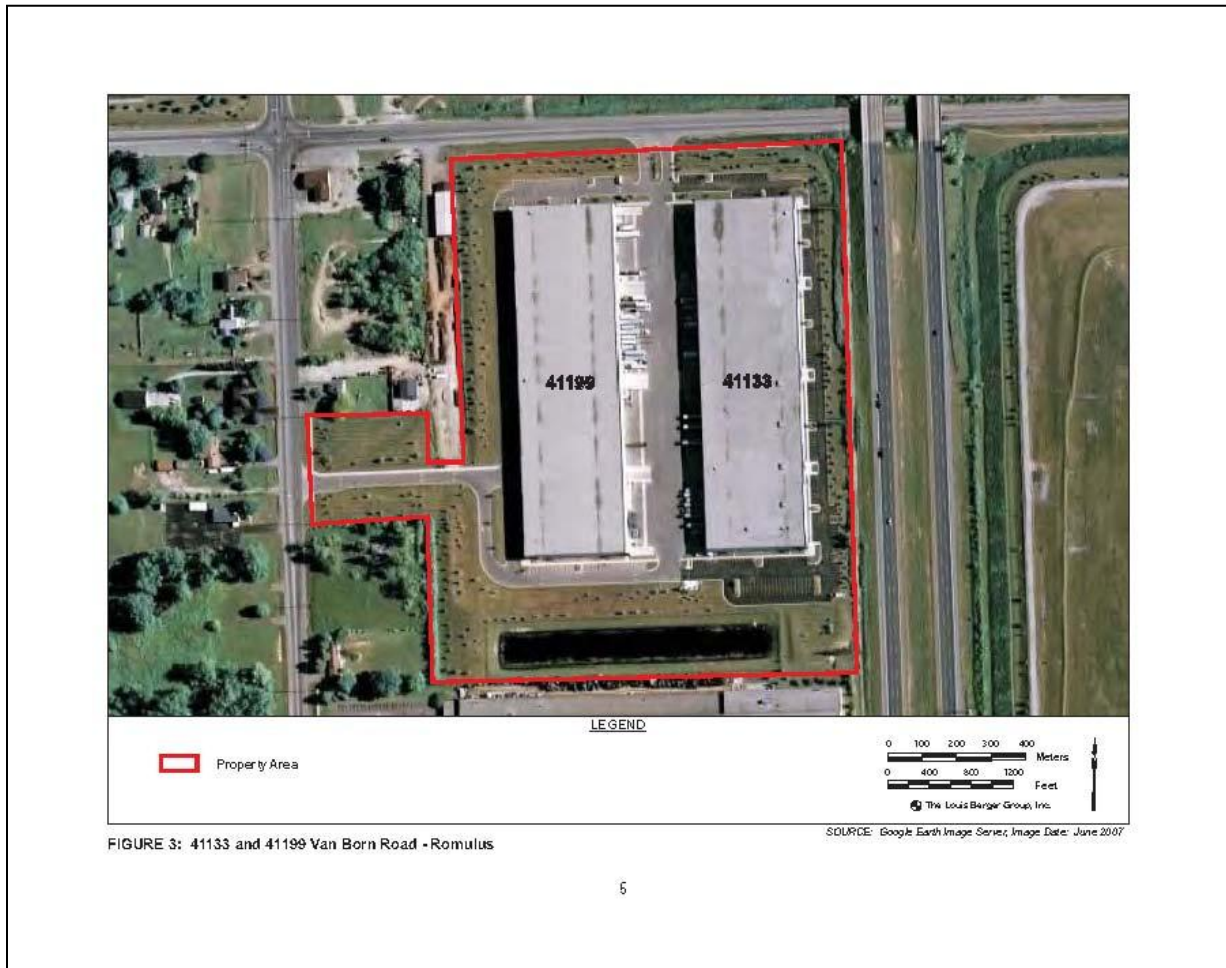 41199
41133
LEGEND
Property Area
0 100 200 300 400
Meters
0 400 800 1200
Feet
The Louis Berger Group, Inc.
SOURCE: Google Earth Image Server, Image Date: June 2007
FIGURE 3: 41133 and 41199 Van Born Road - Romulus